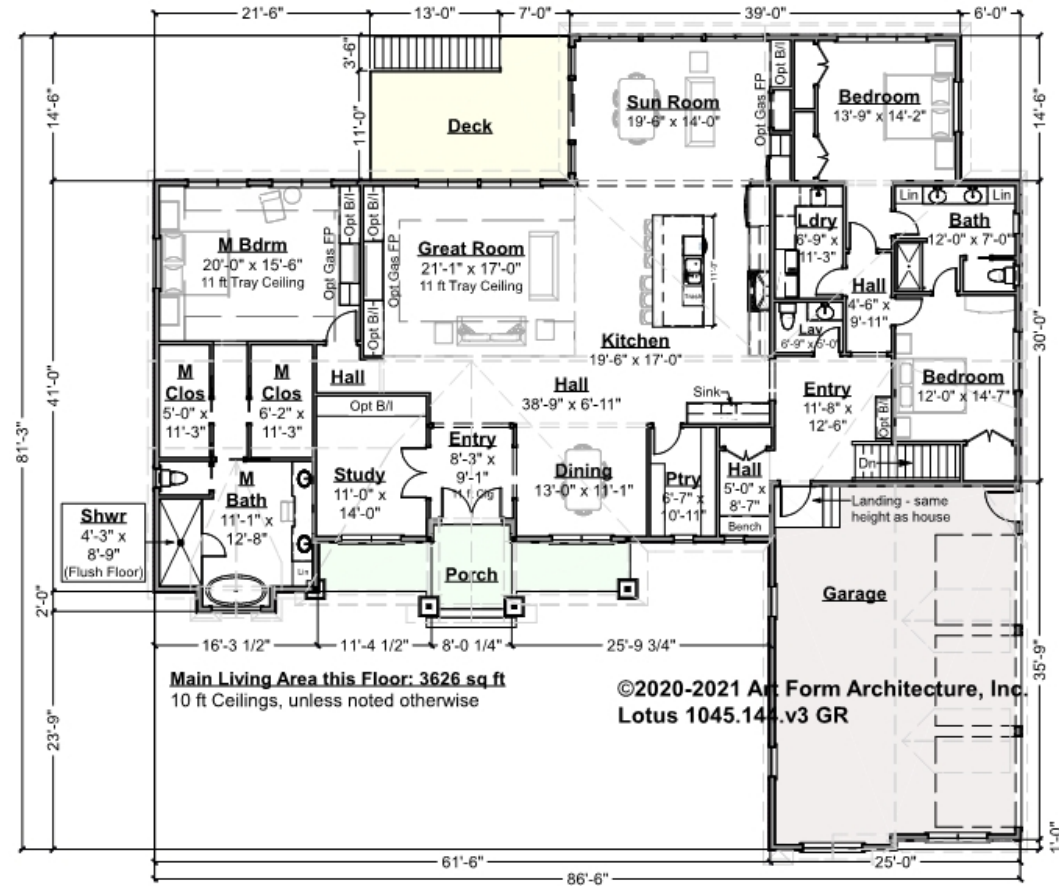 21'-6"
13'-0"
7'-0"
39'-0"
6'-0"
3'-6"
14'-6"
11'-0"
Deck
Sun Room
19'-6" x 14'-0"
Opt B/I
Opt Gas FP
Bedroom
13'-9" x 14'-2"
14'-6"
M Bdrm
20'-0" x 15'-6"
11 ft Tray Ceiling
Opt B/I
Opt Gas FP
Opt B/I
Opt B/I
Opt Gas FP
Opt B/I
Great Room
21'-1" x 17'-0"
11 ft Tray Ceiling
11'-3"
Trash
Kitchen
19'-6" x 17'-0"
Ldry
6'-9" x
11'-3"
Lin
Lin
Bath
12'-0" x 7'-0"
Hall
4'-6" x
9'-11"
Lav
6'-9" x 5'-0"
30'-0"
41'-0"
81'-3"
M
Clos
5'-0" x
11'-3"
M
Clos
6'-2" x
11'-3"
Hall
Hall
38'-9" x 6'-11"
Sink
Entry
11'-8" x
12'-6"
Opt B/I
Bedroom
12'-0" x 14'-7"
Opt B/I
Study
11'-0" x
14'-0"
Entry
8'-3" x
9'-1"
11 ft Clg
Dining
13'-0" x 11'-1"
Ptry
6'-7" x
10'-11"
Hall
5'-0" x
8'-7"
Bench
Dn
Landing - same
height as house
M
Bath
11'-1" x
12'-8"
Lin
Shwr
4'-3" x
8'-9"
(Flush Floor)
Porch
Garage
2'-0"
16'-3 1/2"
11'-4 1/2"
8'-0 1/4"
25'-9 3/4"
35'-9"
Main Living Area this Floor: 3626 sq ft
10 ft Ceilings, unless noted otherwise
©2020-2021 Art Form Architecture, Inc.
Lotus 1045.144.v3 GR
23'-9"
1'-0"
61'-6"
25'-0"
86'-6"